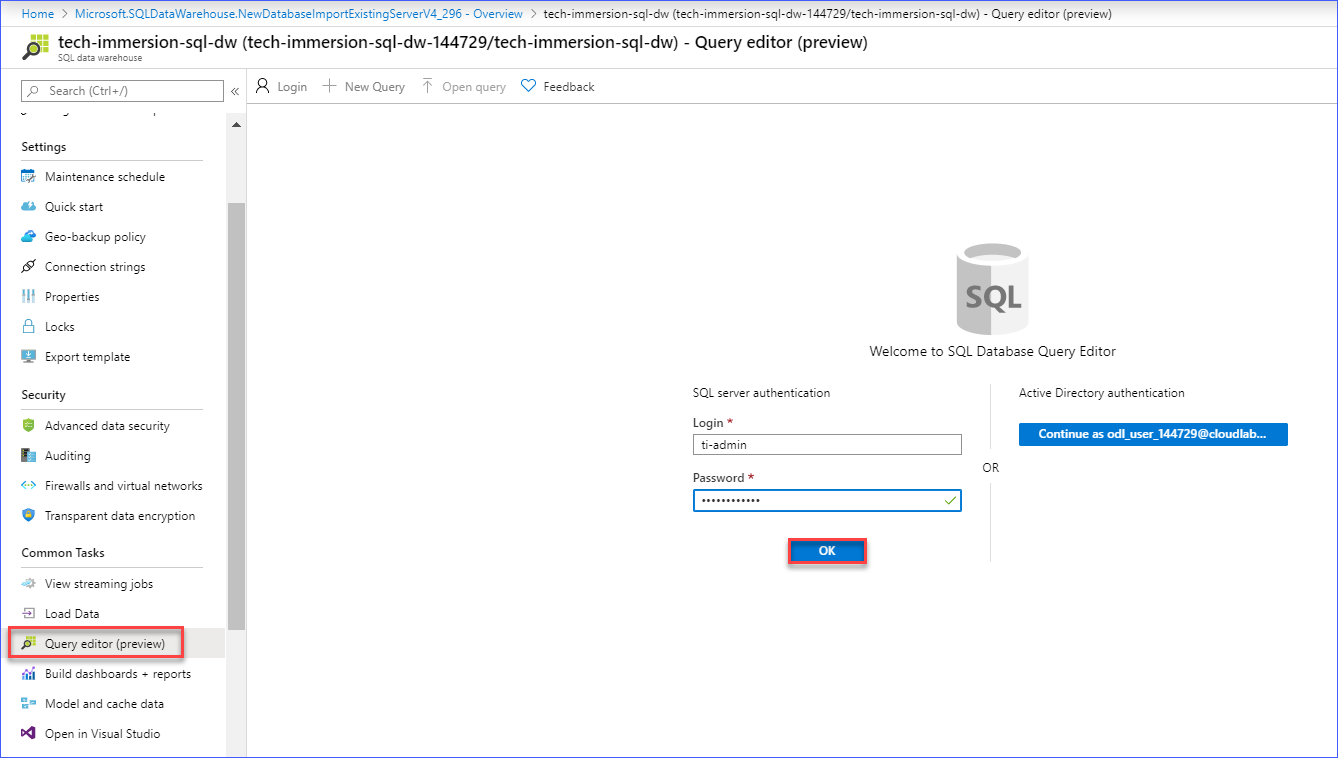 Home > Microsoft.SQLDataWarehouse.NewDatabaseImportExistingServerV4_296 - Overview > tech-immersion-sql-dw (tech-immersion-sql-dw-144729/tech-immersion-sql-dw) - Query editor (preview)
tech-immersion-sql-dw (tech-immersion-sql-dw-144729/tech-immersion-sql-dw) - Query editor (preview)
SQL data warehouse
Search (Ctrl+/)
«
Login
New Query
Open query
Feedback
Settings
Maintenance schedule
Quick start
Geo-backup policy
Connection strings
Properties
Locks
Export template
Security
Advanced data security
Auditing
Firewalls and virtual networks
Transparent data encryption
Common Tasks
View streaming jobs
Load Data
Query editor (preview)
Build dashboards + reports
Model and cache data
Open in Visual Studio
SQL
Welcome to SQL Database Query Editor
SQL server authentication
Login *
ti-admin
Password *
••••••••••••
OK
OR
Active Directory authentication
Continue as odl_user_144729@cloudlab...